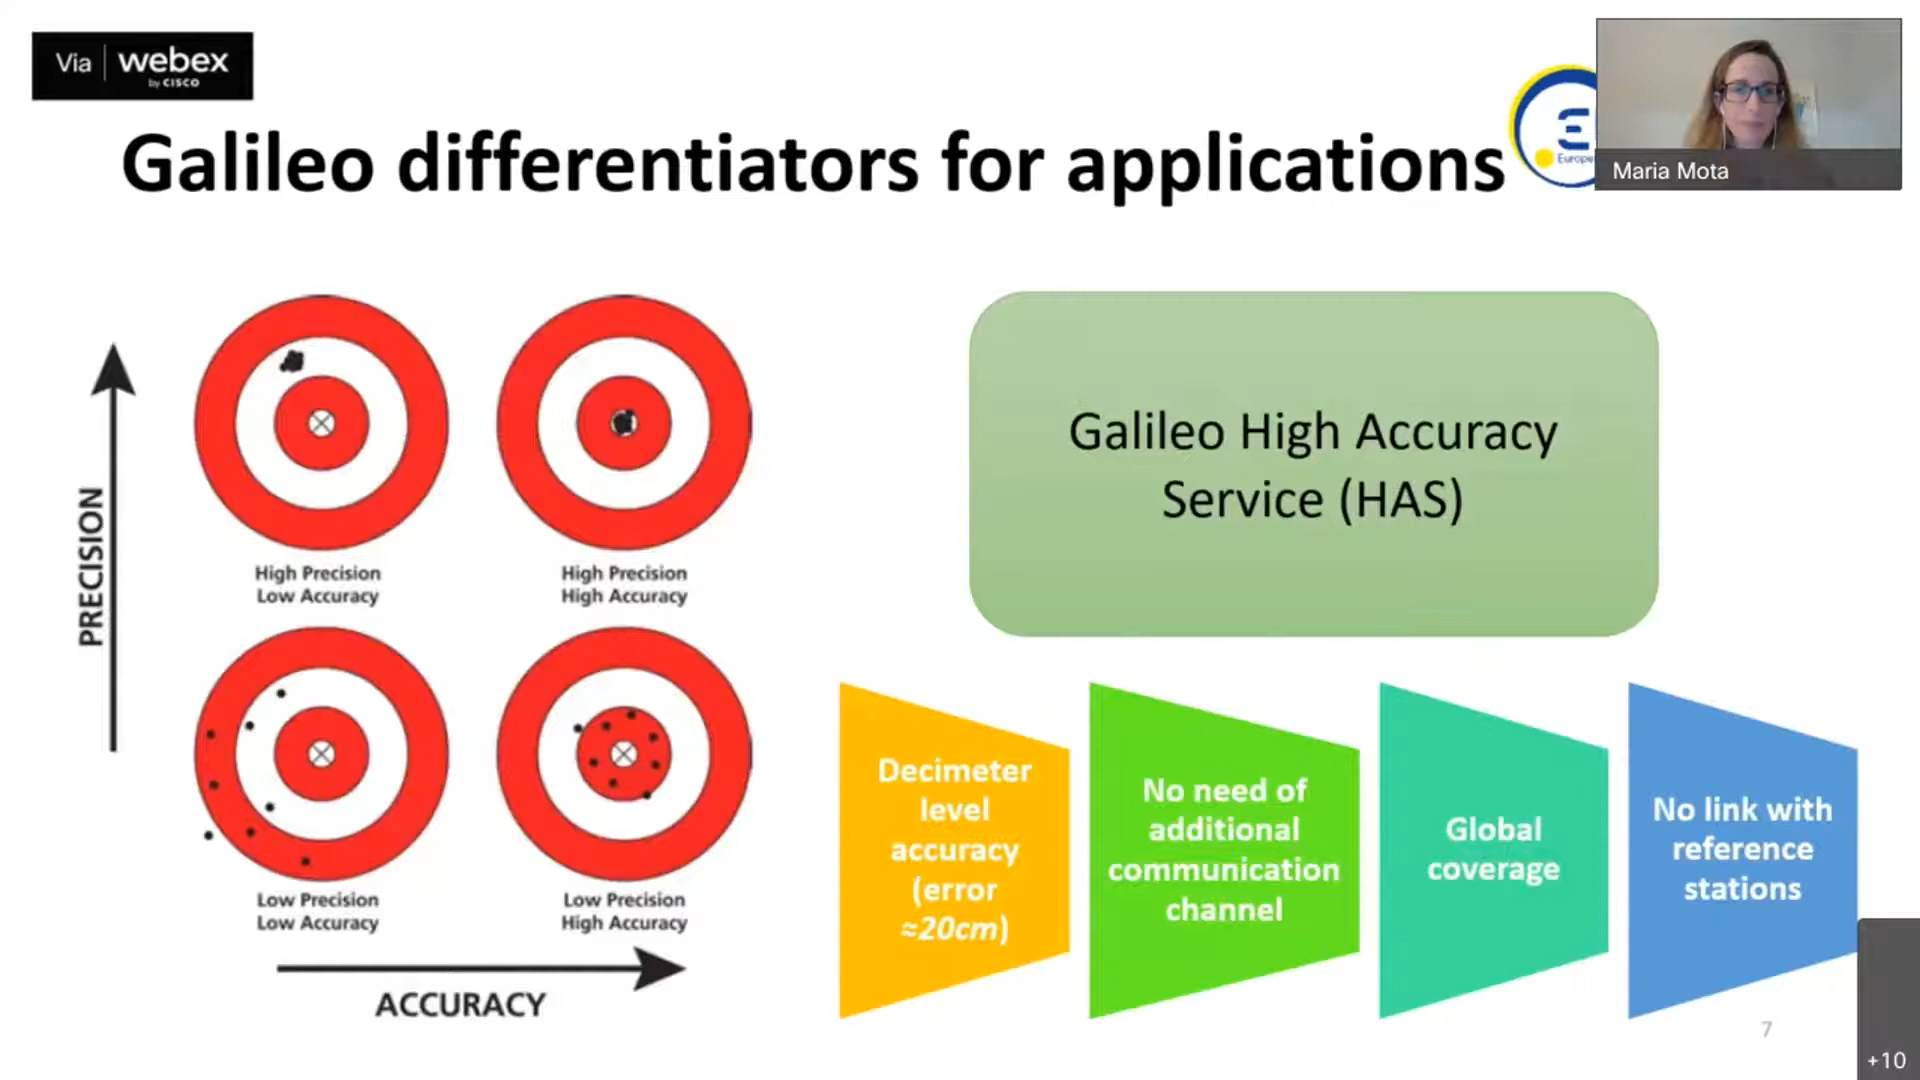 Via webex
by CISCO
Galileo differentiators for applications
Europe
Maria Mota
PRECISION
High Precision
Low Accuracy
High Precision
High Accuracy
Low Precision
Low Accuracy
Low Precision
High Accuracy
ACCURACY
Galileo High Accuracy
Service (HAS)
Decimeter
level
accuracy
(error
≈20cm)
No need of
additional
communication
channel
Global
coverage
No link with
reference
stations
7
+10